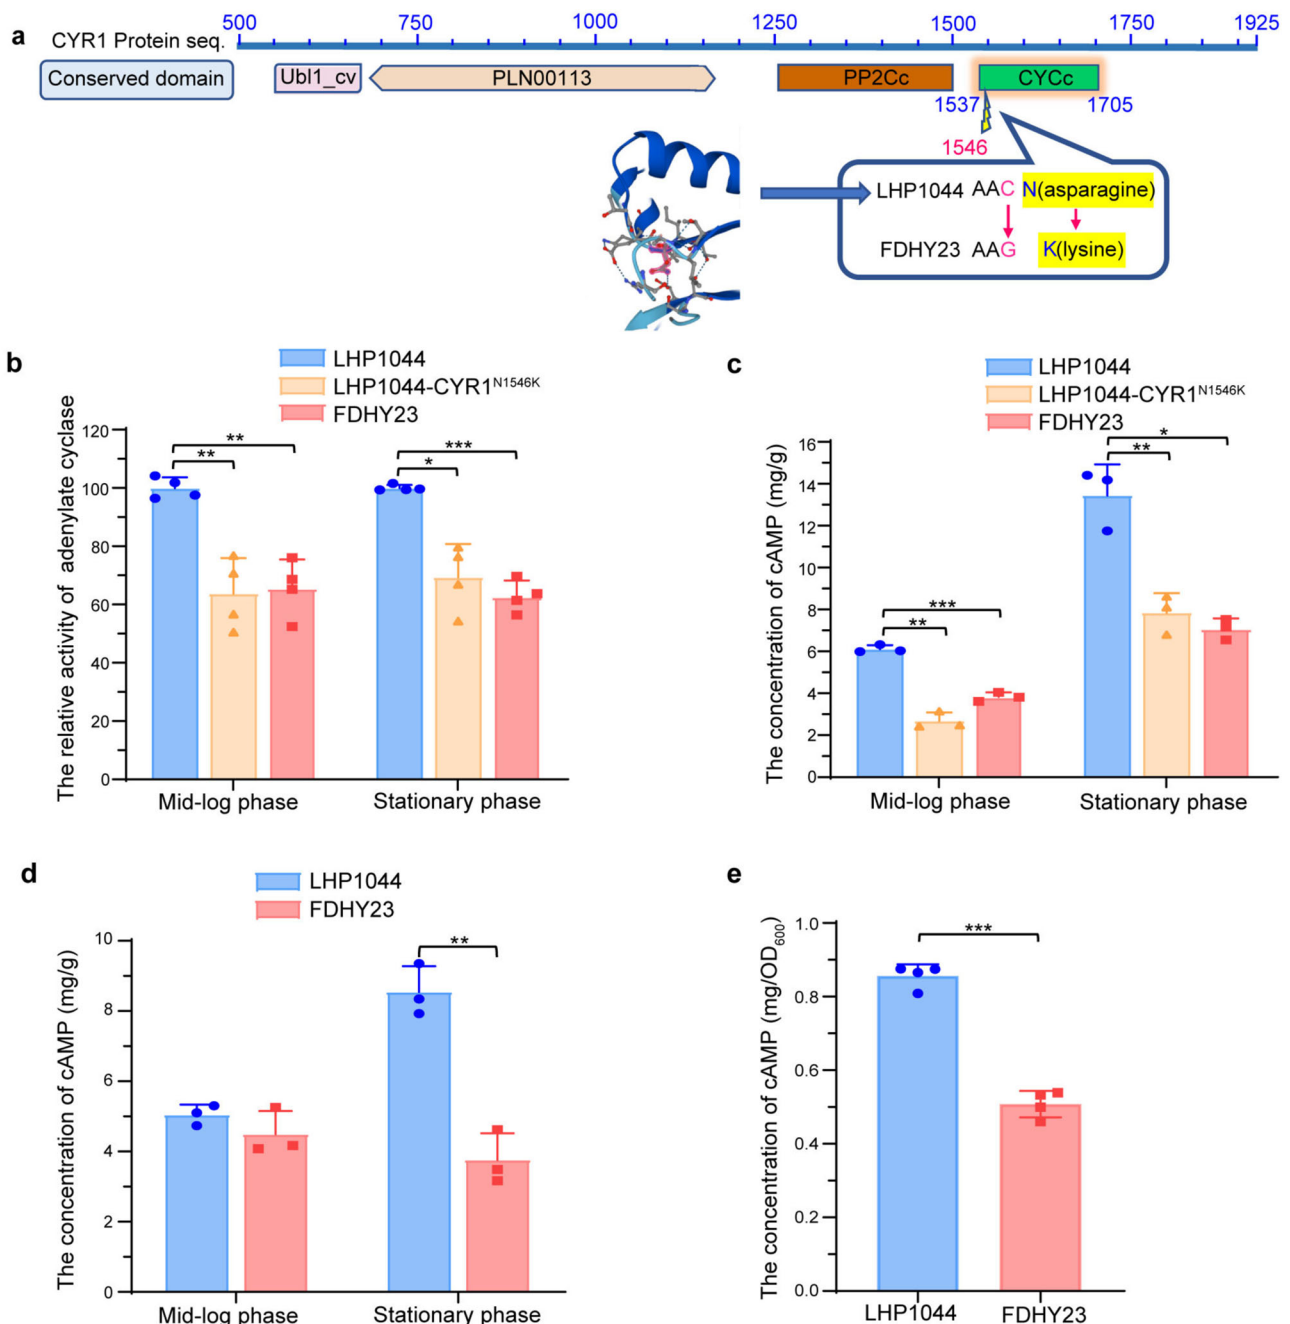 a
500 750 1000 1250 1500 1750 1925
CYR1 Protein seq.
Conserved domain Ubl1_cv PLN00113 PP2Cc CYCc
1537 1705
1546
LHP1044 AAC N(asparagine)
FDHY23 AAG K(lysine)
b
LHP1044
LHP1044-CYR1N1546K
FDHY23
The relative activity of adenylate cyclase
120
100
80
60
40
20
0
** **
*** *
Mid-log phase Stationary phase
c
LHP1044
LHP1044-CYR1N1546K
FDHY23
The concentration of cAMP (mg/g)
16
14
12
10
8
6
4
2
0
*** **
* **
Mid-log phase Stationary phase
d
LHP1044
FDHY23
The concentration of cAMP (mg/g)
10
8
6
4
2
0
**
Mid-log phase Stationary phase
e
The concentration of cAMP (mg/OD600)
1.0
0.8
0.6
0.4
0.2
0.0
***
LHP1044 FDHY23